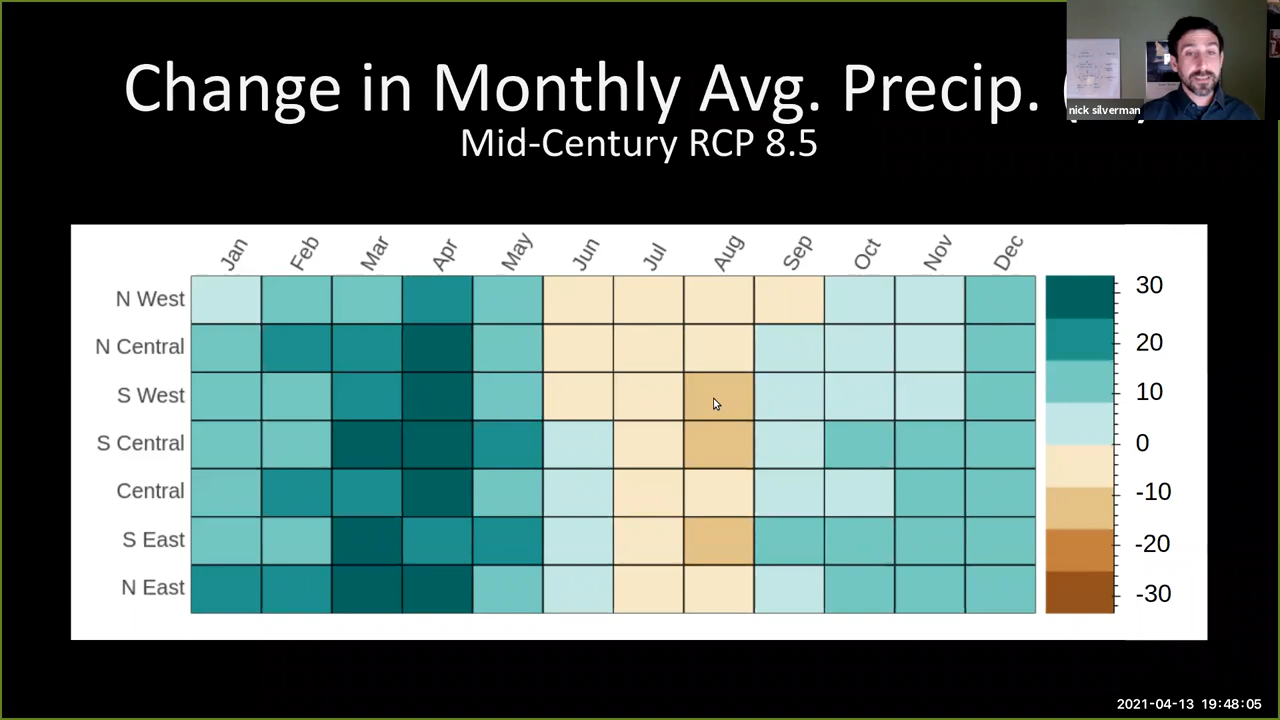 Change in Monthly Avg. Precip.
nick silverman
Mid-Century RCP 8.5
Jan Feb Mar Apr May Jun Jul Aug Sep Oct Nov Dec
N West
N Central
S West
S Central
Central
S East
N East
30
20
10
0
-10
-20
-30
2021-04-13 19:48:05